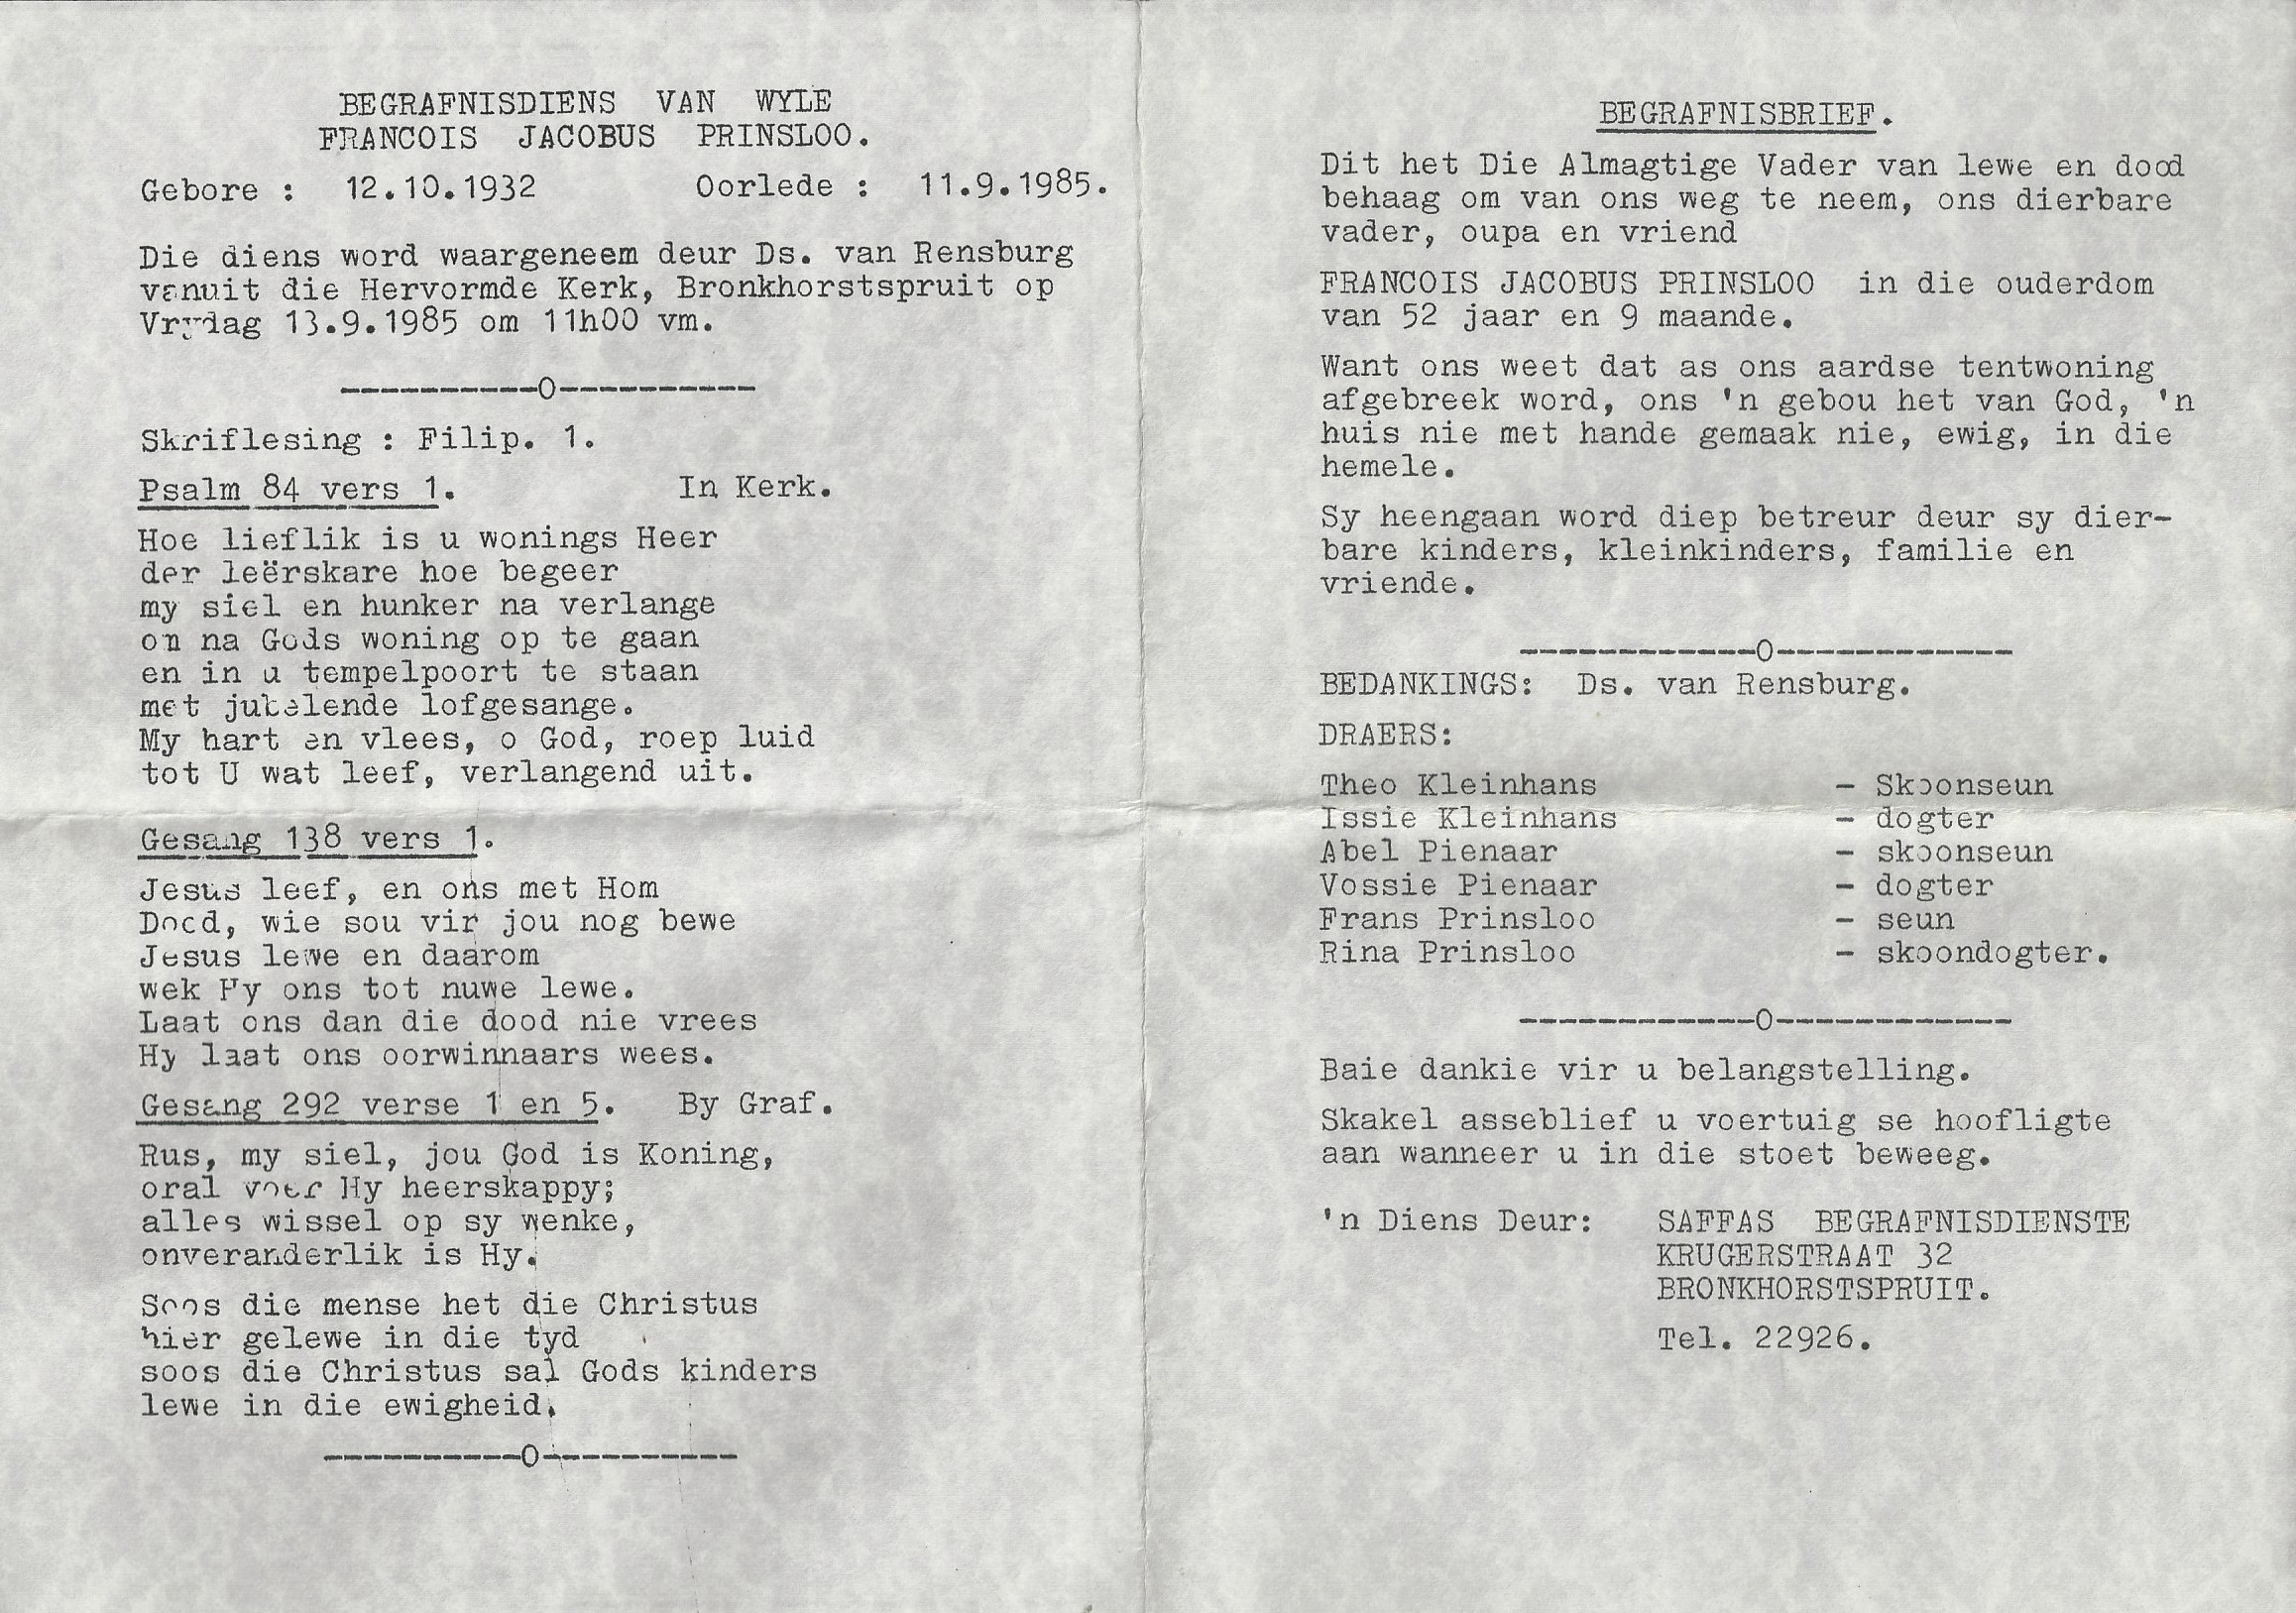 BEGRAFNISDIENS VAN WYLE
FRANCOIS JACOBUS PRINSLOO.
Gebore : 12.10.1932 Oorlede : 11.9.1985.
Die diens word waargeneem deur Ds. van Rensburg
vanuit die Hervormde Kerk, Bronkhorstspruit op
Vrydag 13.9.1985 om 11h00 vm.
----------O----------
Skriflesing : Filip. 1.
Psalm 84 vers 1. In Kerk.
Hoe lieflik is u wonings Heer
der leërskare hoe begeer
my siel en hunker na verlange
om na Gods woning op te gaan
en in u tempelpoort te staan
met jubelende lofgesange.
My hart en vlees, o God, roep luid
tot U wat leef, verlangend uit.
Gesang 138 vers 1.
Jesus leef, en ons met Hom
Dood, wie sou vir jou nog bewe
Jesus lewe en daarom
wek Hy ons tot nuwe lewe.
Laat ons dan die dood nie vrees
Hy laat ons oorwinnaars wees.
Gesang 292 verse 1 en 5. By Graf.
Rus, my siel, jou God is Koning,
oral voer Hy heerskappy;
alles wissel op sy wenke,
onveranderlik is Hy.
Soos die mense het die Christus
hier gelewe in die tyd
soos die Christus sal Gods kinders
lewe in die ewigheid.
----------O----------
BEGRAFNISBRIEF.
Dit het Die Almagtige Vader van lewe en dood
behaag om van ons weg te neem, ons dierbare
vader, oupa en vriend
FRANCOIS JACOBUS PRINSLOO in die ouderdom
van 52 jaar en 9 maande.
Want ons weet dat as ons aardse tentwoning
afgebreek word, ons 'n gebou het van God, 'n
huis nie met hande gemaak nie, ewig, in die
hemele.
Sy heengaan word diep betreur deur sy dier-
bare kinders, kleinkinders, familie en
vriende.
------------O------------
BEDANKINGS: Ds. van Rensburg.
DRAERS:
Theo Kleinhans - Skoonseun
Issie Kleinhans - dogter
Abel Pienaar - skoonseun
Vossie Pienaar - dogter
Frans Prinsloo - seun
Rina Prinsloo - skoondogter.
------------O------------
Baie dankie vir u belangstelling.
Skakel asseblief u voertuig se hoofligte
aan wanneer u in die stoet beweeg.
'n Diens Deur: SAFFAS BEGRAFNISDIENSTE
KRUGERSTRAAT 32
BRONKHORSTSPRUIT.
Tel. 22926.